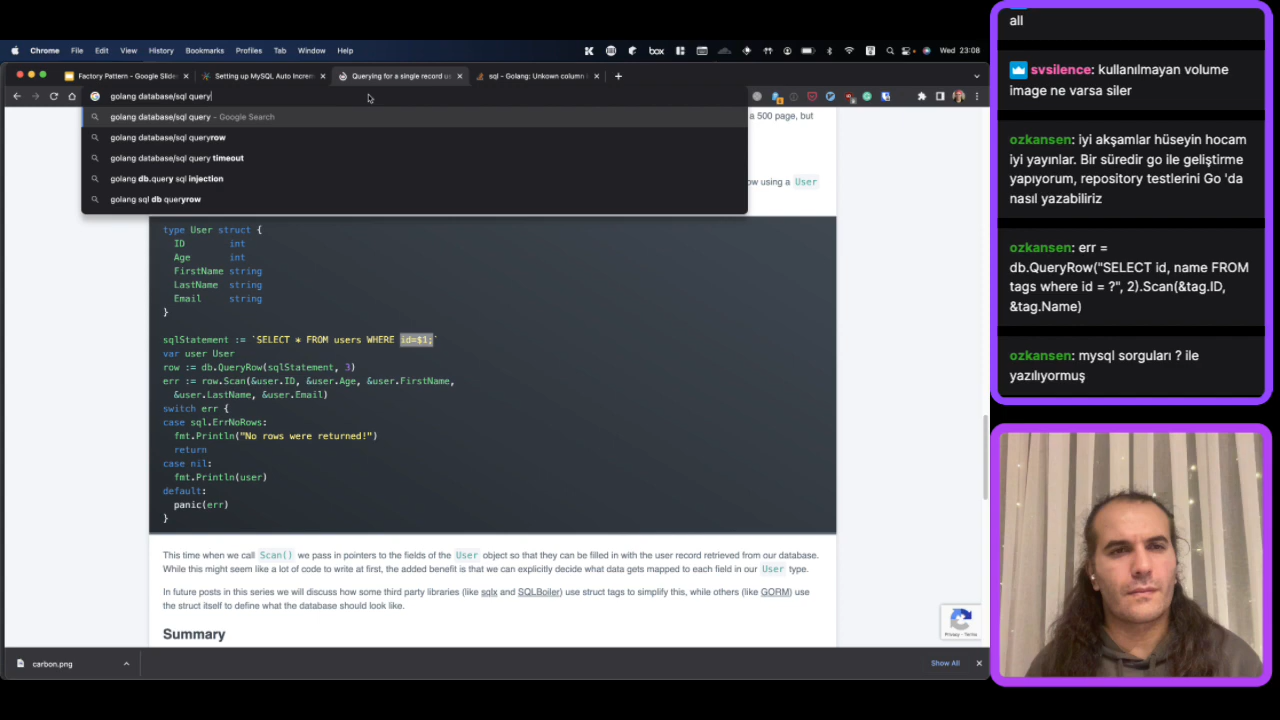 Chrome File Edit View History Bookmarks Profiles Tab Window Help
box
Wed 23:08
Factory Pattern - Google Slide
Setting up MySQL Auto Increm
Querying for a single record us
sql - Golang: Unkown column
golang database/sql query
golang database/sql query - Google Search
golang database/sql queryrow
golang database/sql query timeout
golang db.query sql injection
golang sql db queryrow
a 500 page, but
ow using a User
type User struct {
ID int
Age int
FirstName string
LastName string
Email string
}
sqlStatement := `SELECT * FROM users WHERE id=$1;`
var user User
row := db.QueryRow(sqlStatement, 3)
err := row.Scan(&user.ID, &user.Age, &user.FirstName,
&user.LastName, &user.Email)
switch err {
case sql.ErrNoRows:
fmt.Println("No rows were returned!")
return
case nil:
fmt.Println(user)
default:
panic(err)
}
This time when we call Scan() we pass in pointers to the fields of the User object so that they can be filled in with the user record retrieved from our database.
While this might seem like a lot of code to write at first, the added benefit is that we can explicitly decide what data gets mapped to each field in our User type.
In future posts in this series we will discuss how some third party libraries (like sqlx and SQLBoiler) use struct tags to simplify this, while others (like GORM) use
the struct itself to define what the database should look like.
Summary
Privacy - Terms
carbon.png
Show All
all
svsilence: kullanılmayan volume
image ne varsa siler
ozkansen: iyi akşamlar hüseyin hocam
iyi yayınlar. Bir süredir go ile geliştirme
yapıyorum, repository testlerini Go 'da
nasıl yazabiliriz
ozkansen: err =
db.QueryRow("SELECT id, name FROM
tags where id = ?", 2).Scan(&tag.ID,
&tag.Name)
ozkansen: mysql sorguları ? ile
yazılıyormuş